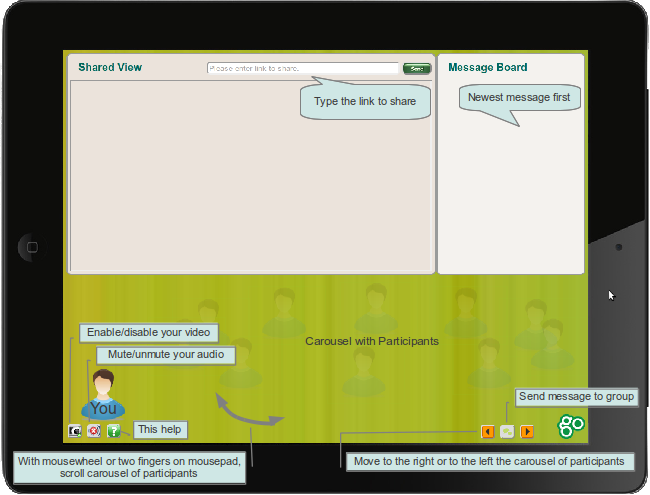 Shared View
Please enter link to share.
Send
Message Board
Type the link to share
Newest message first
Enable/disable your video
Mute/unmute your audio
Carousel with Participants
You
This help
Send message to group
With mousewheel or two fingers on mousepad,
scroll carousel of participants
Move to the right or to the left the carousel of participants